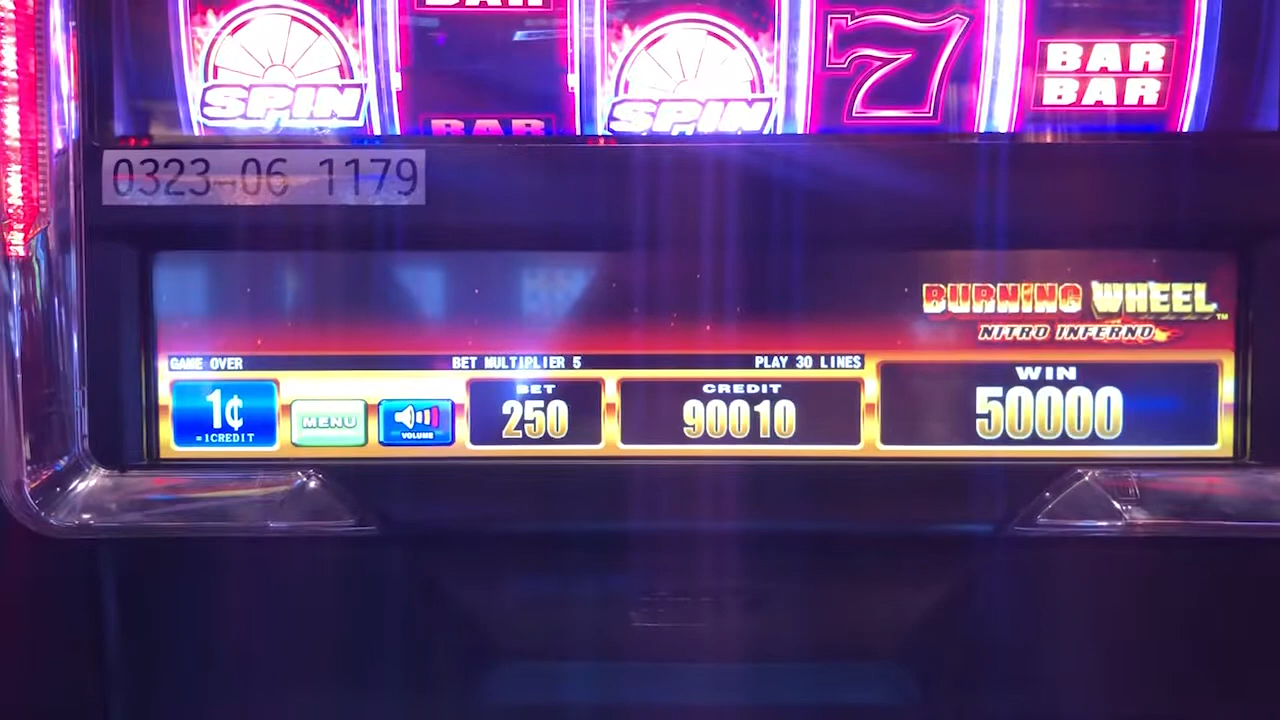 BAR
SPIN
SPIN
7
BAR
BAR
BAR
0323-06 1179
BURNING WHEEL™
NITRO INFERNO
GAME OVER
BET MULTIPLIER 5
PLAY 30 LINES
1¢
=1CREDIT
MENU
VOLUME
BET
250
CREDIT
90010
WIN
50000